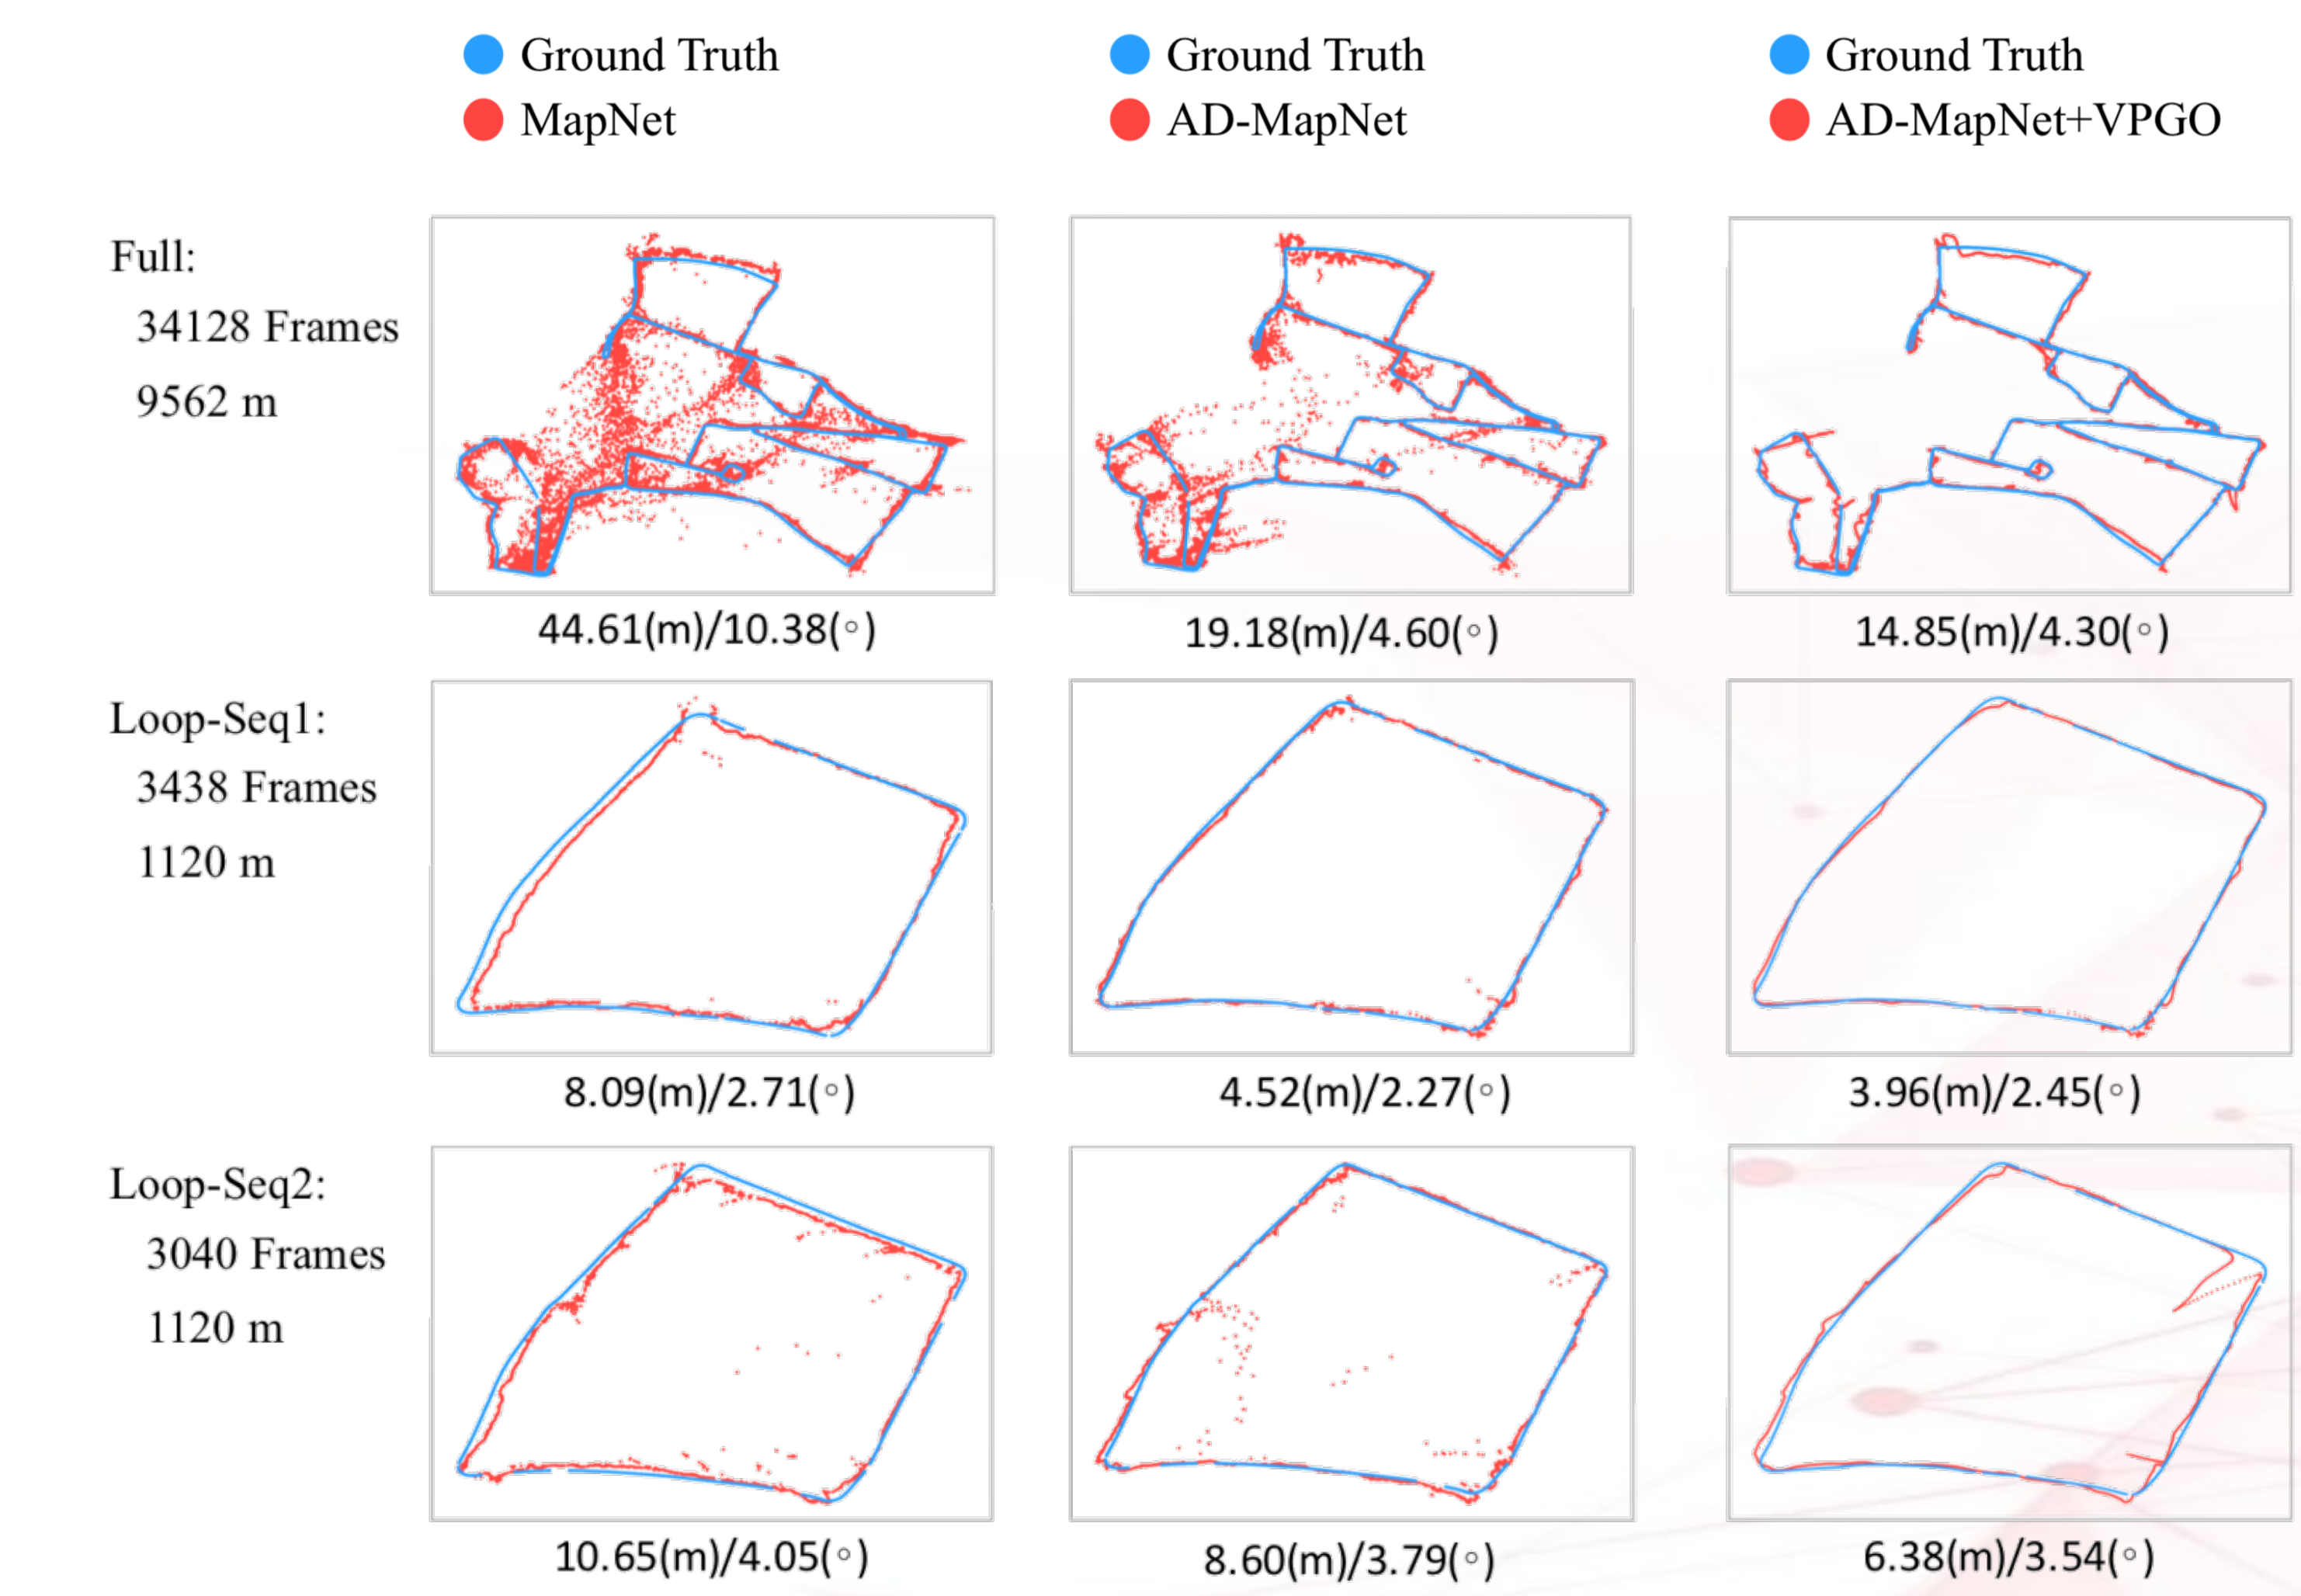 Ground Truth
MapNet
Ground Truth
AD-MapNet
Ground Truth
AD-MapNet+VPGO
Full:
34128 Frames
9562 m
44.61(m)/10.38(°)
19.18(m)/4.60(°)
14.85(m)/4.30(°)
Loop-Seq1:
3438 Frames
1120 m
8.09(m)/2.71(°)
4.52(m)/2.27(°)
3.96(m)/2.45(°)
Loop-Seq2:
3040 Frames
1120 m
10.65(m)/4.05(°)
8.60(m)/3.79(°)
6.38(m)/3.54(°)